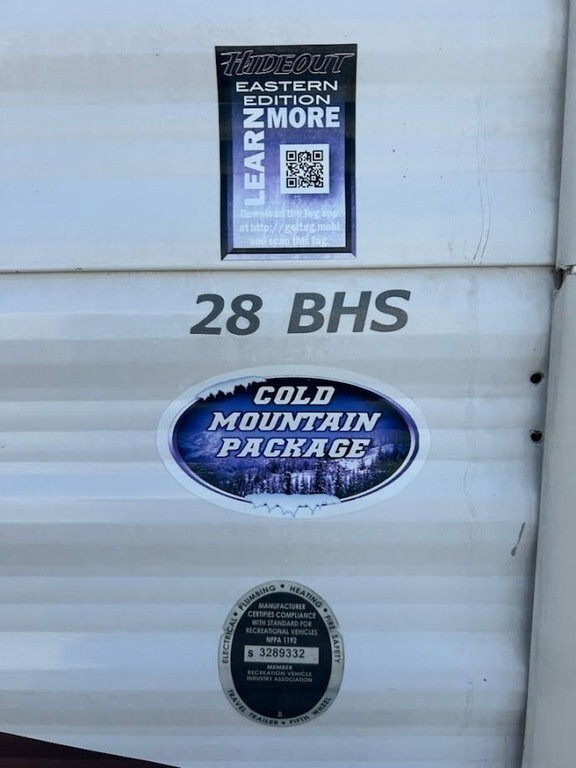 HIDEOUT
EASTERN
EDITION
LEARN
MORE
Download the Tag app
at http://gettag.mobi
and scan this Tag.
28 BHS
COLD
MOUNTAIN
PACKAGE
ELECTRICAL • PLUMBING • HEATING • FIRE SAFETY
MANUFACTURER
CERTIFIES COMPLIANCE
WITH STANDARD FOR
RECREATIONAL VEHICLES
NFPA 1192
S 3289332
MEMBER
RECREATION VEHICLE
INDUSTRY ASSOCIATION
TRAVEL TRAILER • FIFTH WHEEL